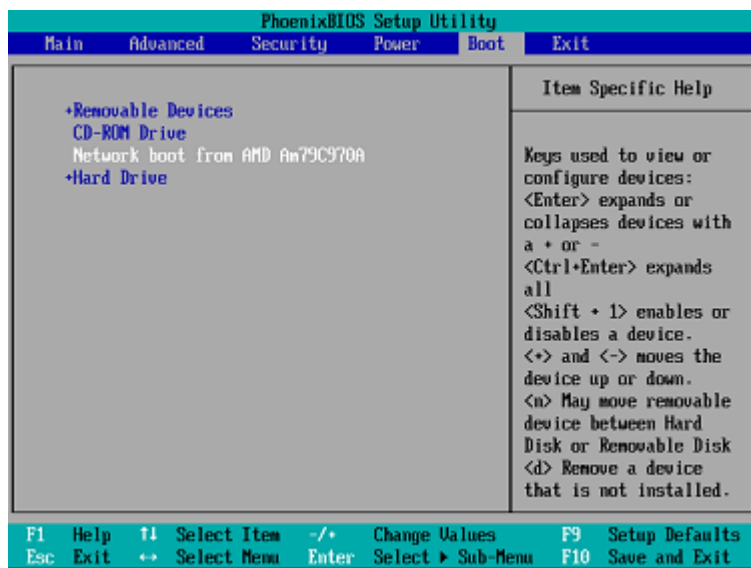 PhoenixBIOS Setup Utility
Main Advanced Security Power Boot Exit
+Removable Devices
CD-ROM Drive
Network boot from AMD Am79C970A
+Hard Drive
Item Specific Help
Keys used to view or
configure devices:
<Enter> expands or
collapses devices with
a + or -
<Ctrl+Enter> expands
all
<Shift + 1> enables or
disables a device.
<+> and <-> moves the
device up or down.
<n> May move removable
device between Hard
Disk or Removable Disk
<d> Remove a device
that is not installed.
F1 Help ↑↓ Select Item -/+ Change Values F9 Setup Defaults
Esc Exit ↔ Select Menu Enter Select ▶ Sub-Menu F10 Save and Exit